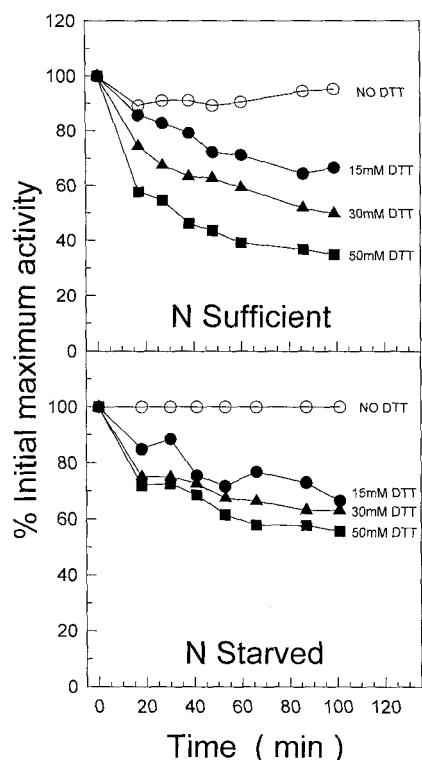 % Initial maximum activity
120
100
80
60
40
20
0
NO DTT
15mM DTT
30mM DTT
50mM DTT
N Sufficient
100
80
60
40
20
0
NO DTT
15mM DTT
30mM DTT
50mM DTT
N Starved
0 20 40 60 80 100 120
Time ( min )